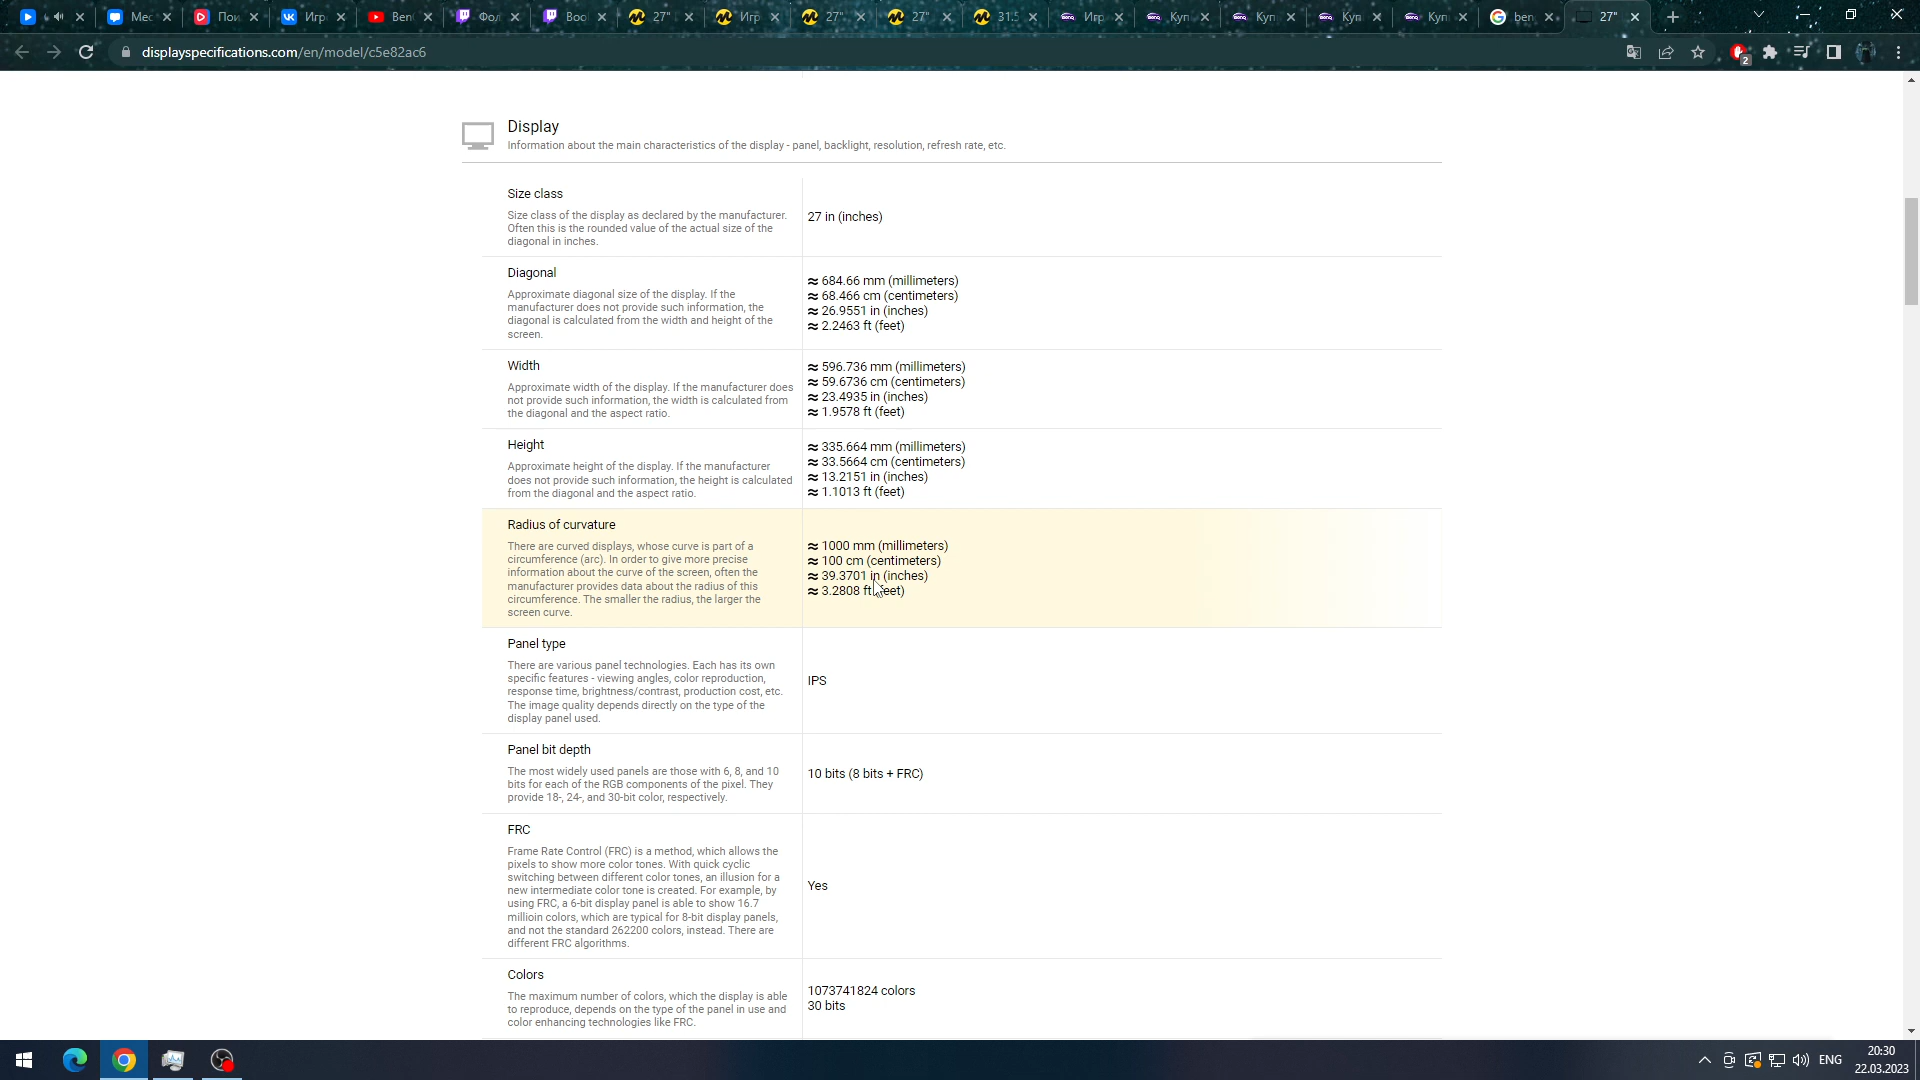 Мес
Пои
Игр
Ben
Фол
Boo
27"
Игр
27"
27"
31.5
Игр
Куп
Куп
Куп
Куп
ben
27"
displayspecifications.com/en/model/c5e82ac6
2
Display
Information about the main characteristics of the display - panel, backlight, resolution, refresh rate, etc.
Size class
Size class of the display as declared by the manufacturer.
Often this is the rounded value of the actual size of the
diagonal in inches.
27 in (inches)
Diagonal
Approximate diagonal size of the display. If the
manufacturer does not provide such information, the
diagonal is calculated from the width and height of the
screen.
≈ 684.66 mm (millimeters)
≈ 68.466 cm (centimeters)
≈ 26.9551 in (inches)
≈ 2.2463 ft (feet)
Width
Approximate width of the display. If the manufacturer does
not provide such information, the width is calculated from
the diagonal and the aspect ratio.
≈ 596.736 mm (millimeters)
≈ 59.6736 cm (centimeters)
≈ 23.4935 in (inches)
≈ 1.9578 ft (feet)
Height
Approximate height of the display. If the manufacturer
does not provide such information, the height is calculated
from the diagonal and the aspect ratio.
≈ 335.664 mm (millimeters)
≈ 33.5664 cm (centimeters)
≈ 13.2151 in (inches)
≈ 1.1013 ft (feet)
Radius of curvature
There are curved displays, whose curve is part of a
circumference (arc). In order to give more precise
information about the curve of the screen, often the
manufacturer provides data about the radius of this
circumference. The smaller the radius, the larger the
screen curve.
≈ 1000 mm (millimeters)
≈ 100 cm (centimeters)
≈ 39.3701 in (inches)
≈ 3.2808 ft (feet)
Panel type
There are various panel technologies. Each has its own
specific features - viewing angles, color reproduction,
response time, brightness/contrast, production cost, etc.
The image quality depends directly on the type of the
display panel used.
IPS
Panel bit depth
The most widely used panels are those with 6, 8, and 10
bits for each of the RGB components of the pixel. They
provide 18-, 24-, and 30-bit color, respectively.
10 bits (8 bits + FRC)
FRC
Frame Rate Control (FRC) is a method, which allows the
pixels to show more color tones. With quick cyclic
switching between different color tones, an illusion for a
new intermediate color tone is created. For example, by
using FRC, a 6-bit display panel is able to show 16.7
millioin colors, which are typical for 8-bit display panels,
and not the standard 262200 colors, instead. There are
different FRC algorithms.
Yes
Colors
The maximum number of colors, which the display is able
to reproduce, depends on the type of the panel in use and
color enhancing technologies like FRC.
1073741824 colors
30 bits
ENG
20:30
22.03.2023